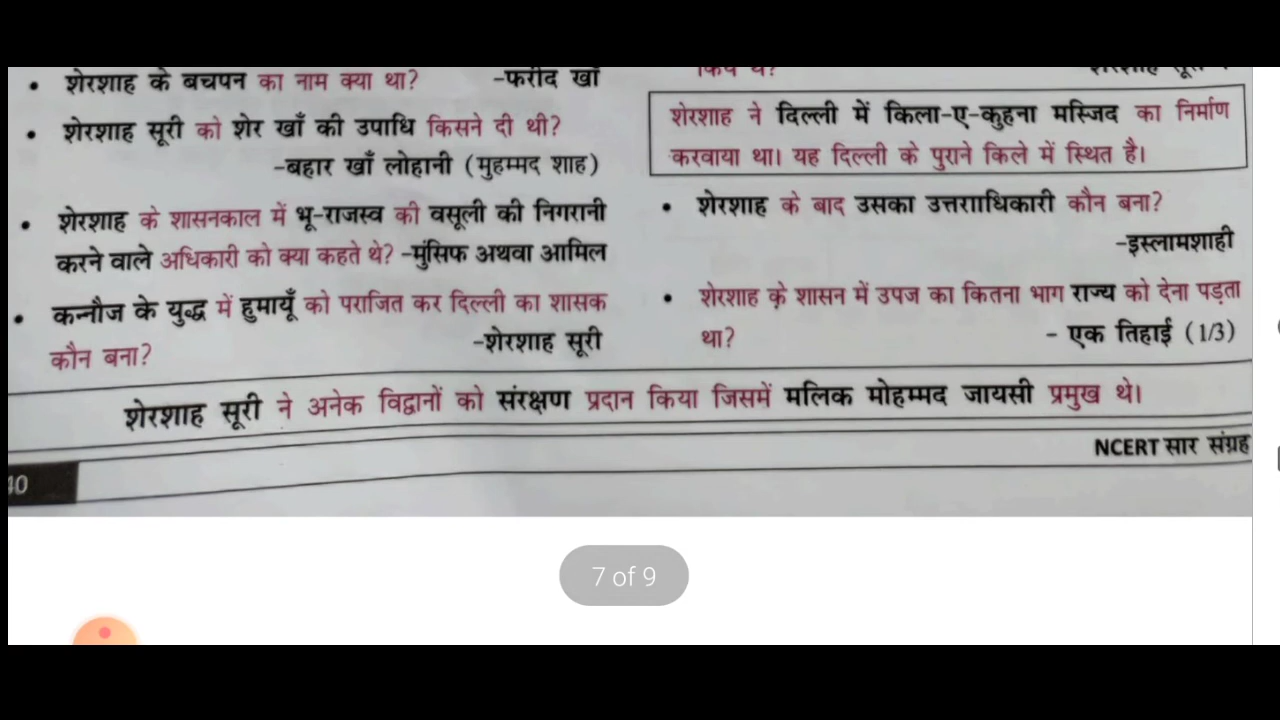 • शेरशाह के बचपन का नाम क्या था? -फरीद खाँ
• शेरशाह सूरी को शेर खाँ की उपाधि किसने दी थी?
-बहार खाँ लोहानी (मुहम्मद शाह)
• शेरशाह के शासनकाल में भू-राजस्व की वसूली की निगरानी
करने वाले अधिकारी को क्या कहते थे? -मुंसिफ अथवा आमिल
• कन्नौज के युद्ध में हुमायूँ को पराजित कर दिल्ली का शासक
कौन बना? -शेरशाह सूरी
शेरशाह ने दिल्ली में किला-ए-कुहना मस्जिद का निर्माण
करवाया था। यह दिल्ली के पुराने किले में स्थित है।
• शेरशाह के बाद उसका उत्तरााधिकारी कौन बना?
-इस्लामशाही
• शेरशाह के शासन में उपज का कितना भाग राज्य को देना पड़ता
था? - एक तिहाई (1/3)
शेरशाह सूरी ने अनेक विद्वानों को संरक्षण प्रदान किया जिसमें मलिक मोहम्मद जायसी प्रमुख थे।
NCERT सार संग्रह
7 of 9